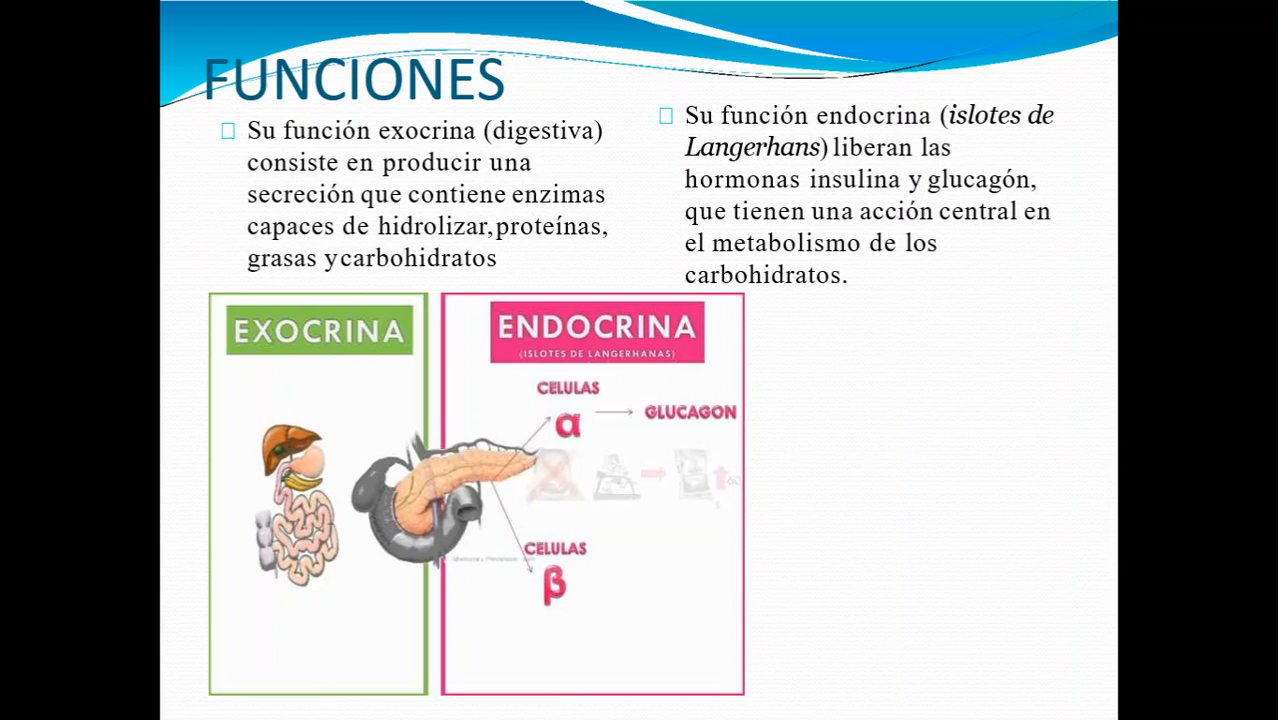 FUNCIONES
Su función exocrina (digestiva)
consiste en producir una
secreción que contiene enzimas
capaces de hidrolizar, proteínas,
grasas y carbohidratos
Su función endocrina (islotes de
Langerhans) liberan las
hormonas insulina y glucagón,
que tienen una acción central en
el metabolismo de los
carbohidratos.
EXOCRINA
ENDOCRINA
(ISLOTES DE LANGERHANAS)
CELULAS
α
GLUCAGON
60
CELULAS
β